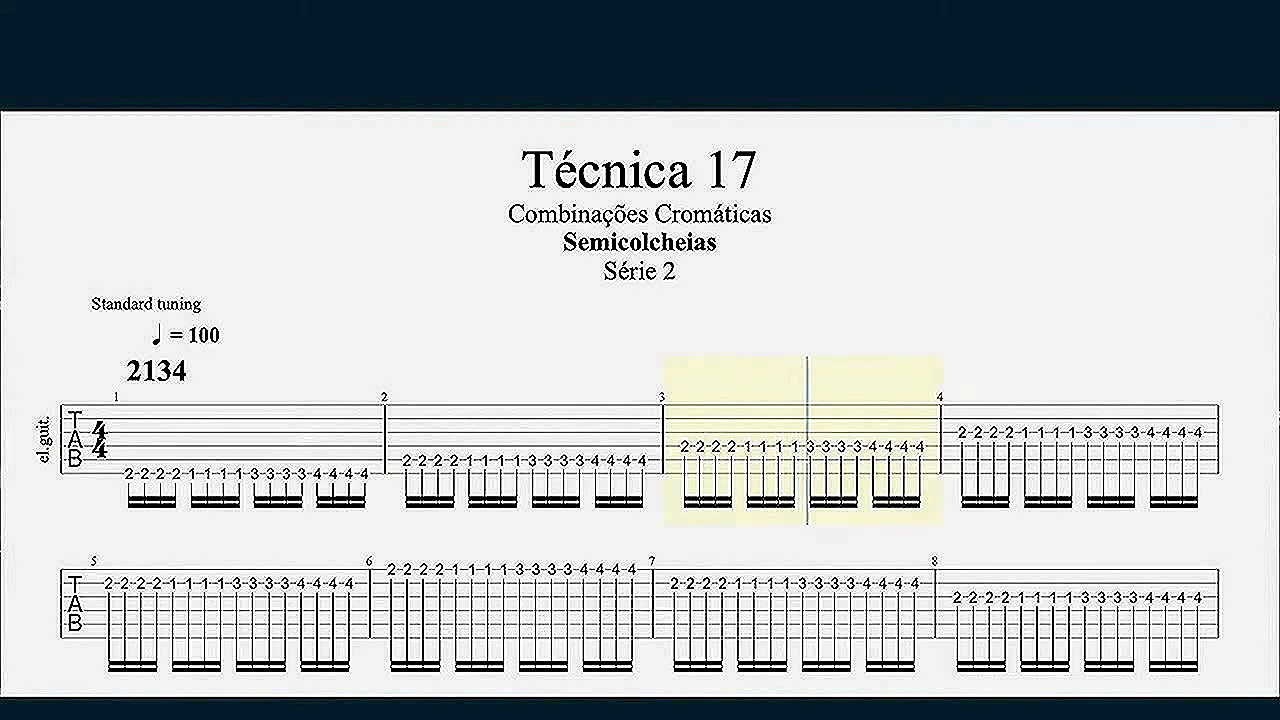 Técnica 17
Combinações Cromáticas
Semicolcheias
Série 2
Standard tuning
♩ = 100
2134
1 2 3 4
el.guit.
TAB 4/4
2-2-2-2-1-1-1-1-3-3-3-3-4-4-4-4 2-2-2-2-1-1-1-1-3-3-3-3-4-4-4-4 2-2-2-2-1-1-1-1-3-3-3-3-4-4-4-4 2-2-2-2-1-1-1-1-3-3-3-3-4-4-4-4
5 6 7 8
TAB
2-2-2-2-1-1-1-1-3-3-3-3-4-4-4-4 2-2-2-2-1-1-1-1-3-3-3-3-4-4-4-4 2-2-2-2-1-1-1-1-3-3-3-3-4-4-4-4 2-2-2-2-1-1-1-1-3-3-3-3-4-4-4-4